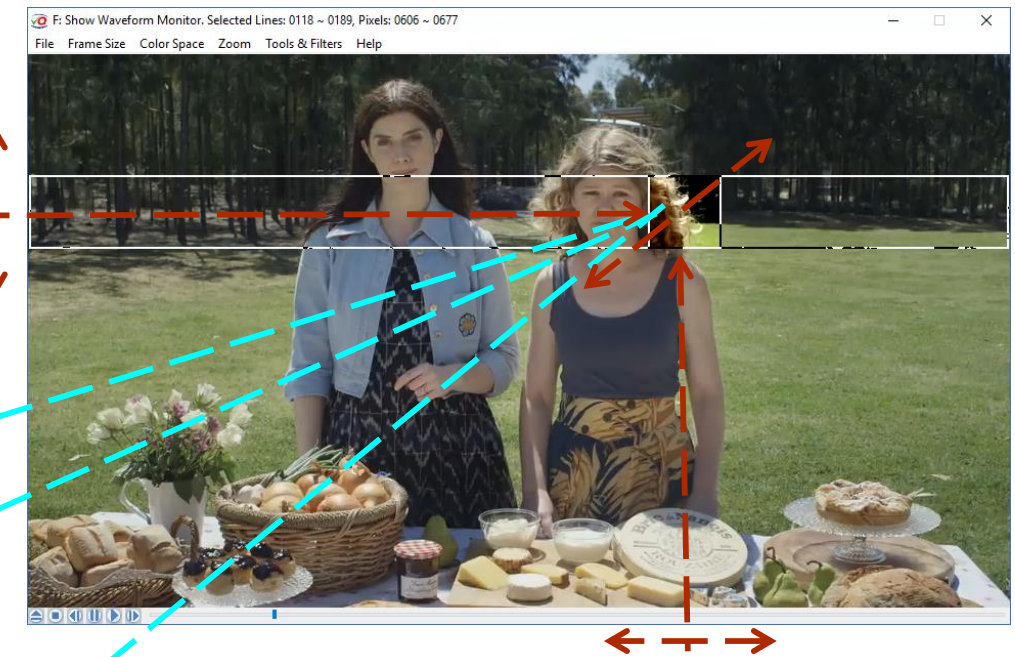 F: Show Waveform Monitor. Selected Lines: 0118 ~ 0189, Pixels: 0606 ~ 0677
File Frame Size Color Space Zoom Tools & Filters Help